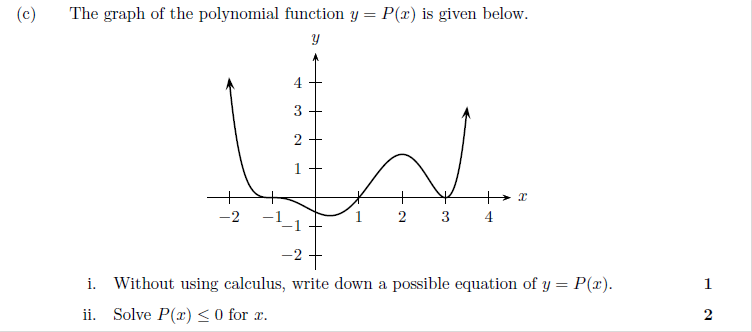 (c) The graph of the polynomial function y = P(x) is given below.
y
4
3
2
1
x
−2 −1 1 2 3 4
−1
−2
i. Without using calculus, write down a possible equation of y = P(x). 1
ii. Solve P(x) ≤ 0 for x. 2